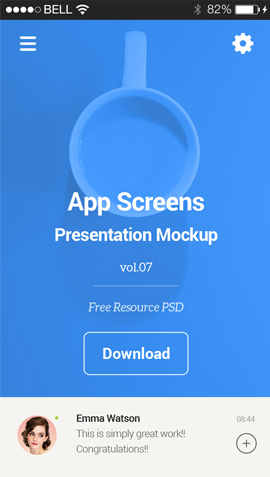 BELL 82%
App Screens
Presentation Mockup
vol.07
Free Resource PSD
Download
Emma Watson 08:44
This is simply great work!!
Congratulations!!